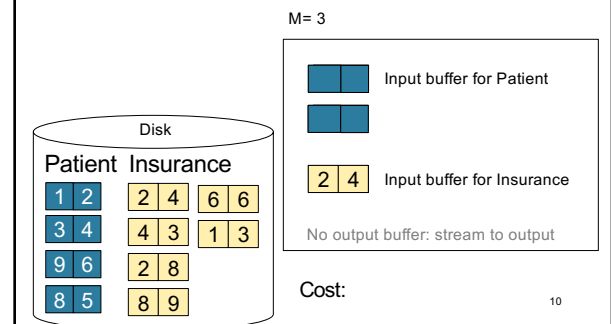 M= 3
Input buffer for Patient
2 4 Input buffer for Insurance
No output buffer: stream to output
Disk
Patient Insurance
1 2 2 4 6 6
3 4 4 3 1 3
9 6 2 8
8 5 8 9
Cost:
10